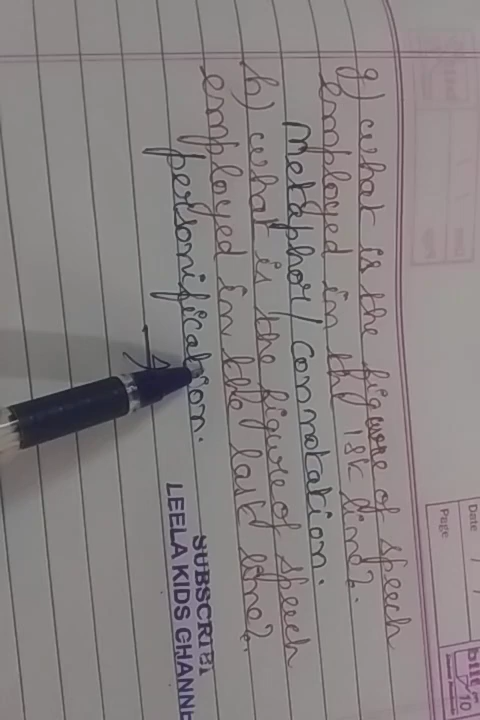 Date / /
Page
g) what is the figure of speech
employed in the 1st line?.
Metaphor/Connotation.
h) what is the figure of speech
employed in the last line?.
personification.
SUBSCRIBE
LEELA KIDS CHANNE